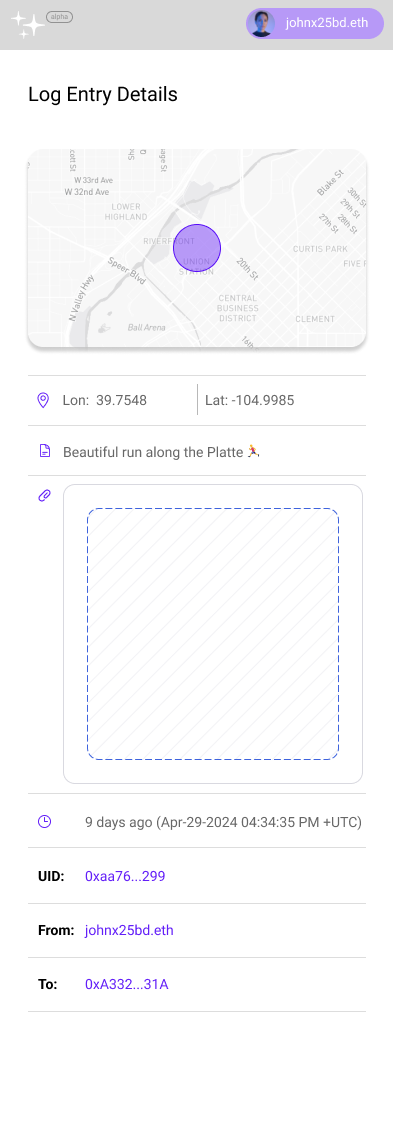 alpha
johnx25bd.eth
Log Entry Details
W 33rd Ave
W 32nd Ave
LOWER
HIGHLAND
Blake St
30th St
29th St
28th St
27th St
RIVERFRONT
UNION
STATION
Speer Blvd
20th St
CURTIS PARK
N Valley Hwy
CENTRAL
BUSINESS
DISTRICT
CLEMENT
Ball Arena
16th
Lon: 39.7548
Lat: -104.9985
Beautiful run along the Platte 🏃
9 days ago (Apr-29-2024 04:34:35 PM +UTC)
UID: 0xaa76...299
From: johnx25bd.eth
To: 0xA332...31A